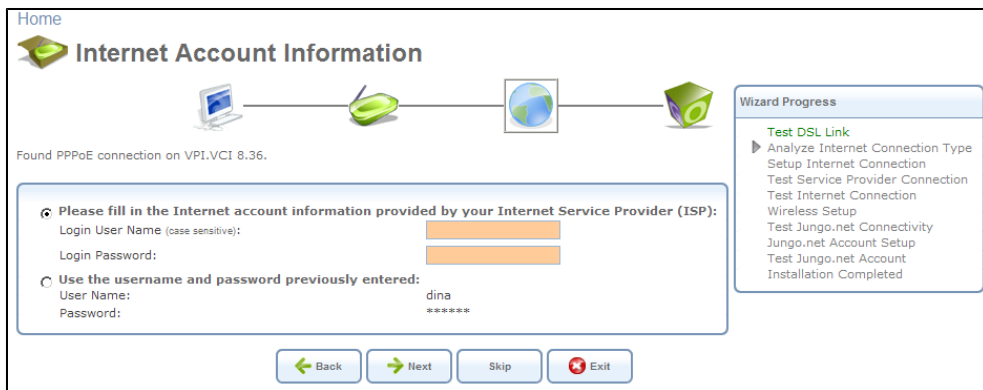 Home
Internet Account Information
Found PPPoE connection on VPI.VCI 8.36.
Please fill in the Internet account information provided by your Internet Service Provider (ISP):
Login User Name (case sensitive):
Login Password:
Use the username and password previously entered:
User Name: dina
Password: ******
Back Next Skip Exit
Wizard Progress
Test DSL Link
Analyze Internet Connection Type
Setup Internet Connection
Test Service Provider Connection
Test Internet Connection
Wireless Setup
Test Jungo.net Connectivity
Jungo.net Account Setup
Test Jungo.net Account
Installation Completed